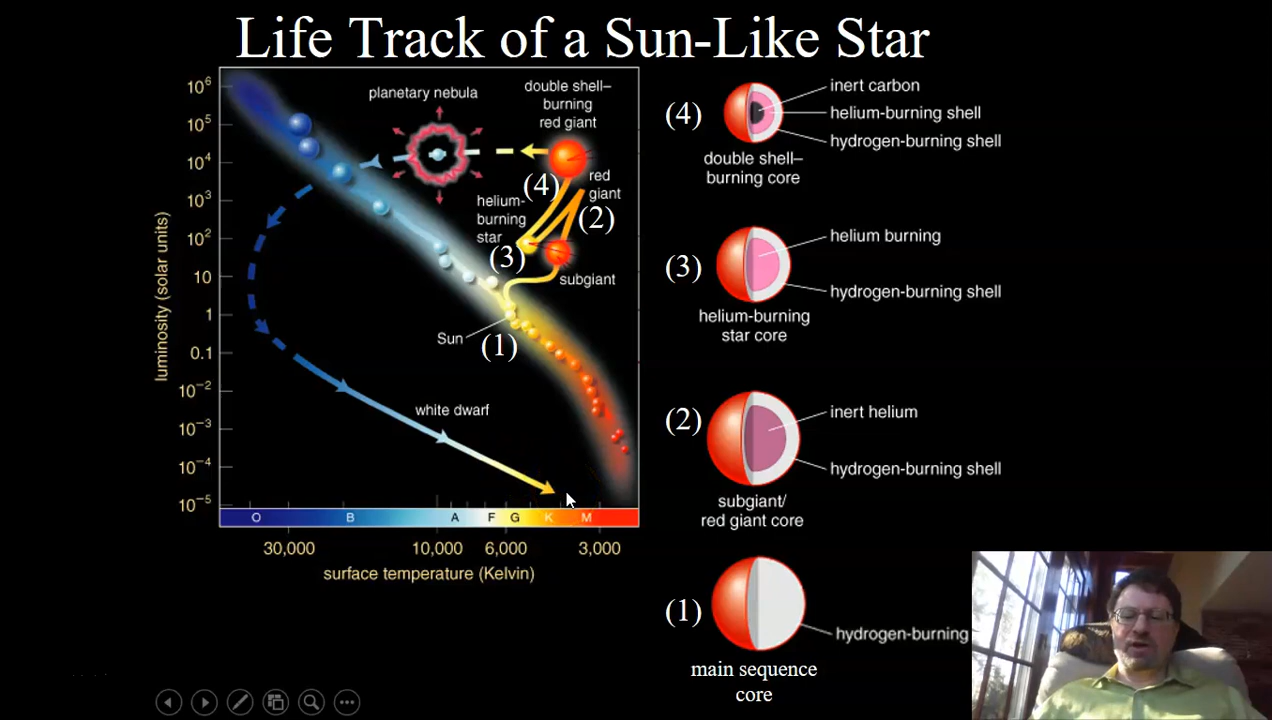 Life Track of a Sun-Like Star
luminosity (solar units)
10⁶
10⁵
10⁴
10³
10²
10
1
0.1
10⁻²
10⁻³
10⁻⁴
10⁻⁵
planetary nebula
double shell–
burning
red giant
red
giant
(4)
(2)
helium-
burning
star
(3)
subgiant
Sun
(1)
white dwarf
O B A F G K M
30,000 10,000 6,000 3,000
surface temperature (Kelvin)
(4)
inert carbon
helium-burning shell
hydrogen-burning shell
double shell–
burning core
(3)
helium burning
hydrogen-burning shell
helium-burning
star core
(2)
inert helium
hydrogen-burning shell
subgiant/
red giant core
(1)
hydrogen-burning
main sequence
core